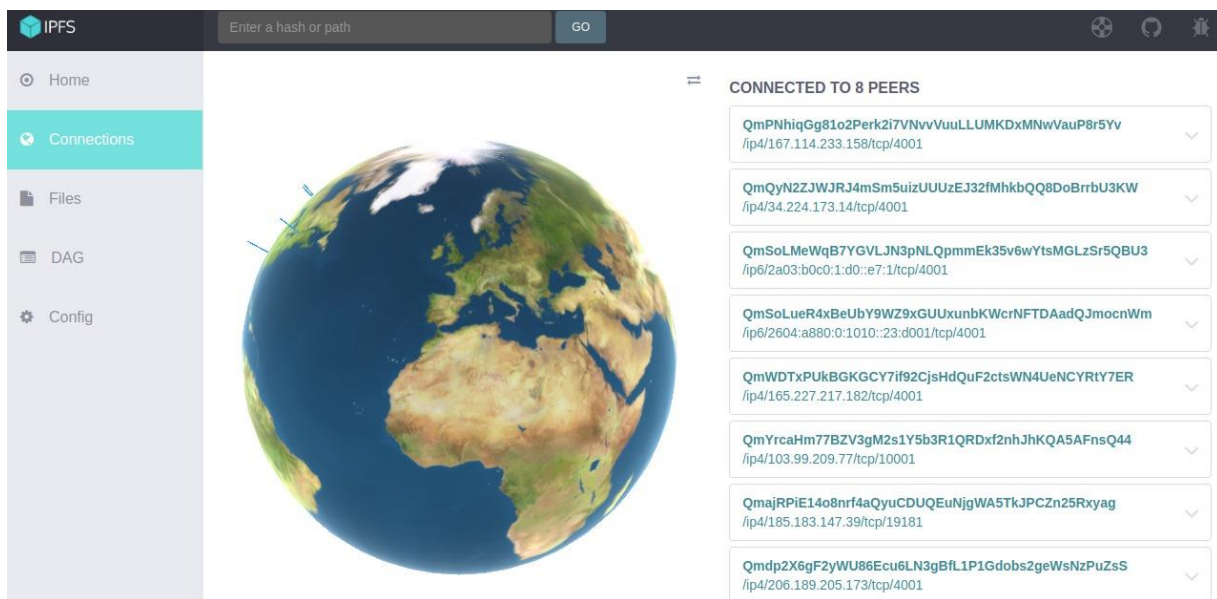 IPFS
Enter a hash or path
GO
Home
Connections
Files
DAG
Config
CONNECTED TO 8 PEERS
QmPNhiqGg81o2Perk2i7VNvvVuuLLUMKDxMNwVauP8r5Yv
/ip4/167.114.233.158/tcp/4001
QmQyN2ZJWJRJ4mSm5uizUUUzEJ32fMhkbQQ8DoBrrbU3KW
/ip4/34.224.173.14/tcp/4001
QmSoLMeWqB7YGVLJN3pNLQpmmEk35v6wYtsMGLzSr5QBU3
/ip6/2a03:b0c0:1:d0::e7:1/tcp/4001
QmSoLueR4xBeUbY9WZ9xGUUxunbKWcrNFTDAadQJmocnWm
/ip6/2604:a880:0:1010::23:d001/tcp/4001
QmWDTxPUkBGKGCY7if92CjsHdQuF2ctsWN4UeNCYRtY7ER
/ip4/165.227.217.182/tcp/4001
QmYrcaHm77BZV3gM2s1Y5b3R1QRDxf2nhJhKQA5AFnsQ44
/ip4/103.99.209.77/tcp/10001
QmajRPiE14o8nrf4aQyuCDUQEuNjgWA5TkJPCZn25Rxyag
/ip4/185.183.147.39/tcp/19181
Qmdp2X6gF2yWU86Ecu6LN3gBfL1P1Gdobs2geWsNzPuZsS
/ip4/206.189.205.173/tcp/4001